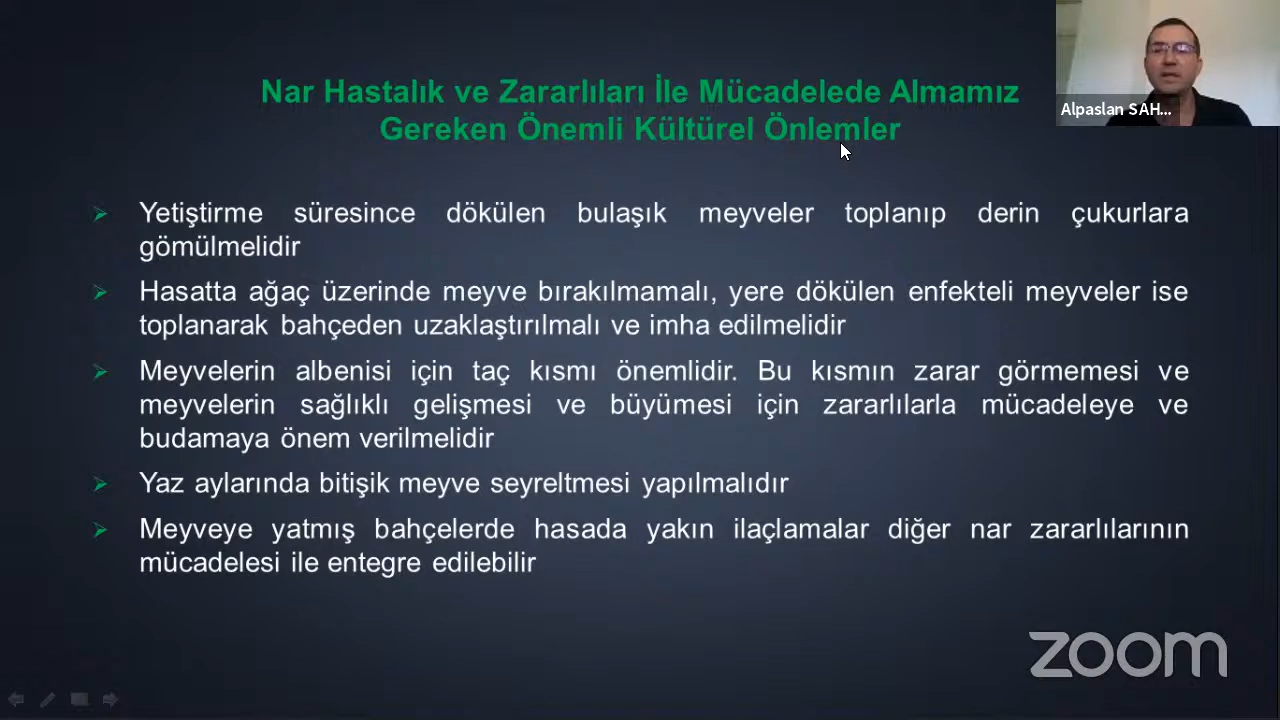 Nar Hastalık ve Zararlıları İle Mücadelede Almamız
Gereken Önemli Kültürel Önlemler
Alpaslan SAH...
Yetiştirme süresince dökülen bulaşık meyveler toplanıp derin çukurlara
gömülmelidir
Hasatta ağaç üzerinde meyve bırakılmamalı, yere dökülen enfekteli meyveler ise
toplanarak bahçeden uzaklaştırılmalı ve imha edilmelidir
Meyvelerin albenisi için taç kısmı önemlidir. Bu kısmın zarar görmemesi ve
meyvelerin sağlıklı gelişmesi ve büyümesi için zararlılarla mücadeleye ve
budamaya önem verilmelidir
Yaz aylarında bitişik meyve seyreltmesi yapılmalıdır
Meyveye yatmış bahçelerde hasada yakın ilaçlamalar diğer nar zararlılarının
mücadelesi ile entegre edilebilir
zoom